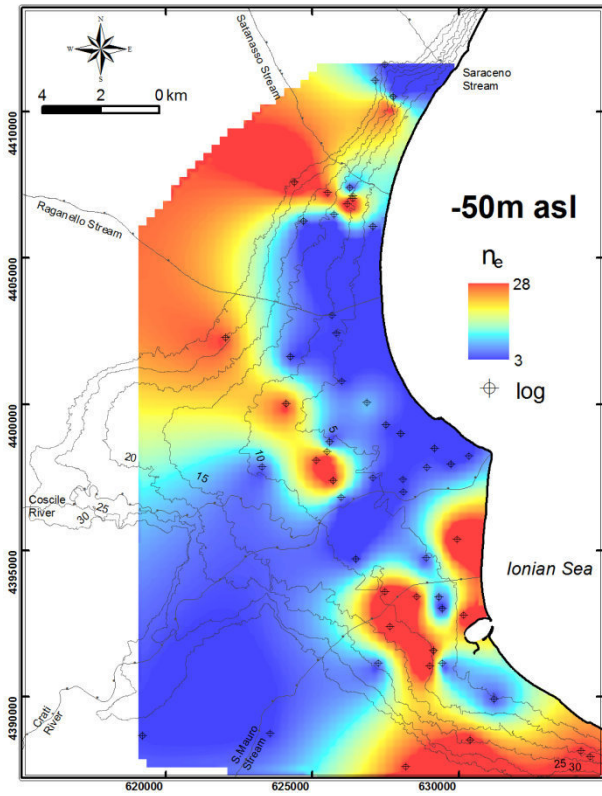 N
W E
S
4 2 0 km
Satanasso Stream
Saraceno
Stream
Raganello Stream
-50m asl
nₑ
28
3
log
5
10
15
20
25
30
Coscile
River
Ionian Sea
Crati
River
S.Mauro
Stream
25 30
4410000
4405000
4400000
4395000
4390000
620000 625000 630000